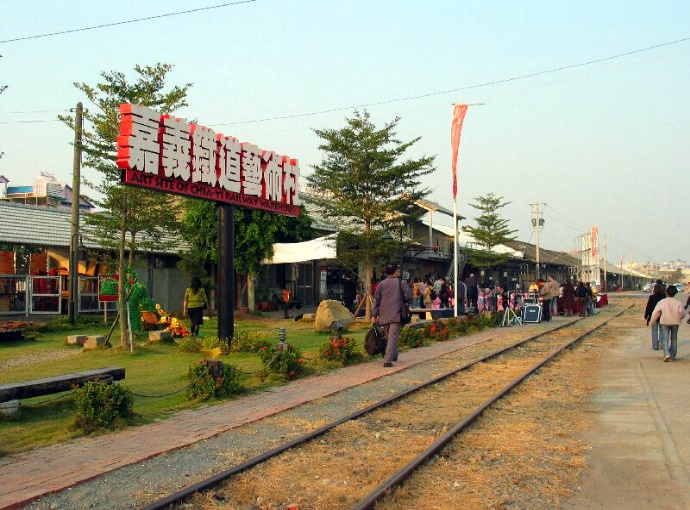 嘉義鐵道藝術村
ART SITE OF CHIA-YI RAILWAY WAREHOUSE